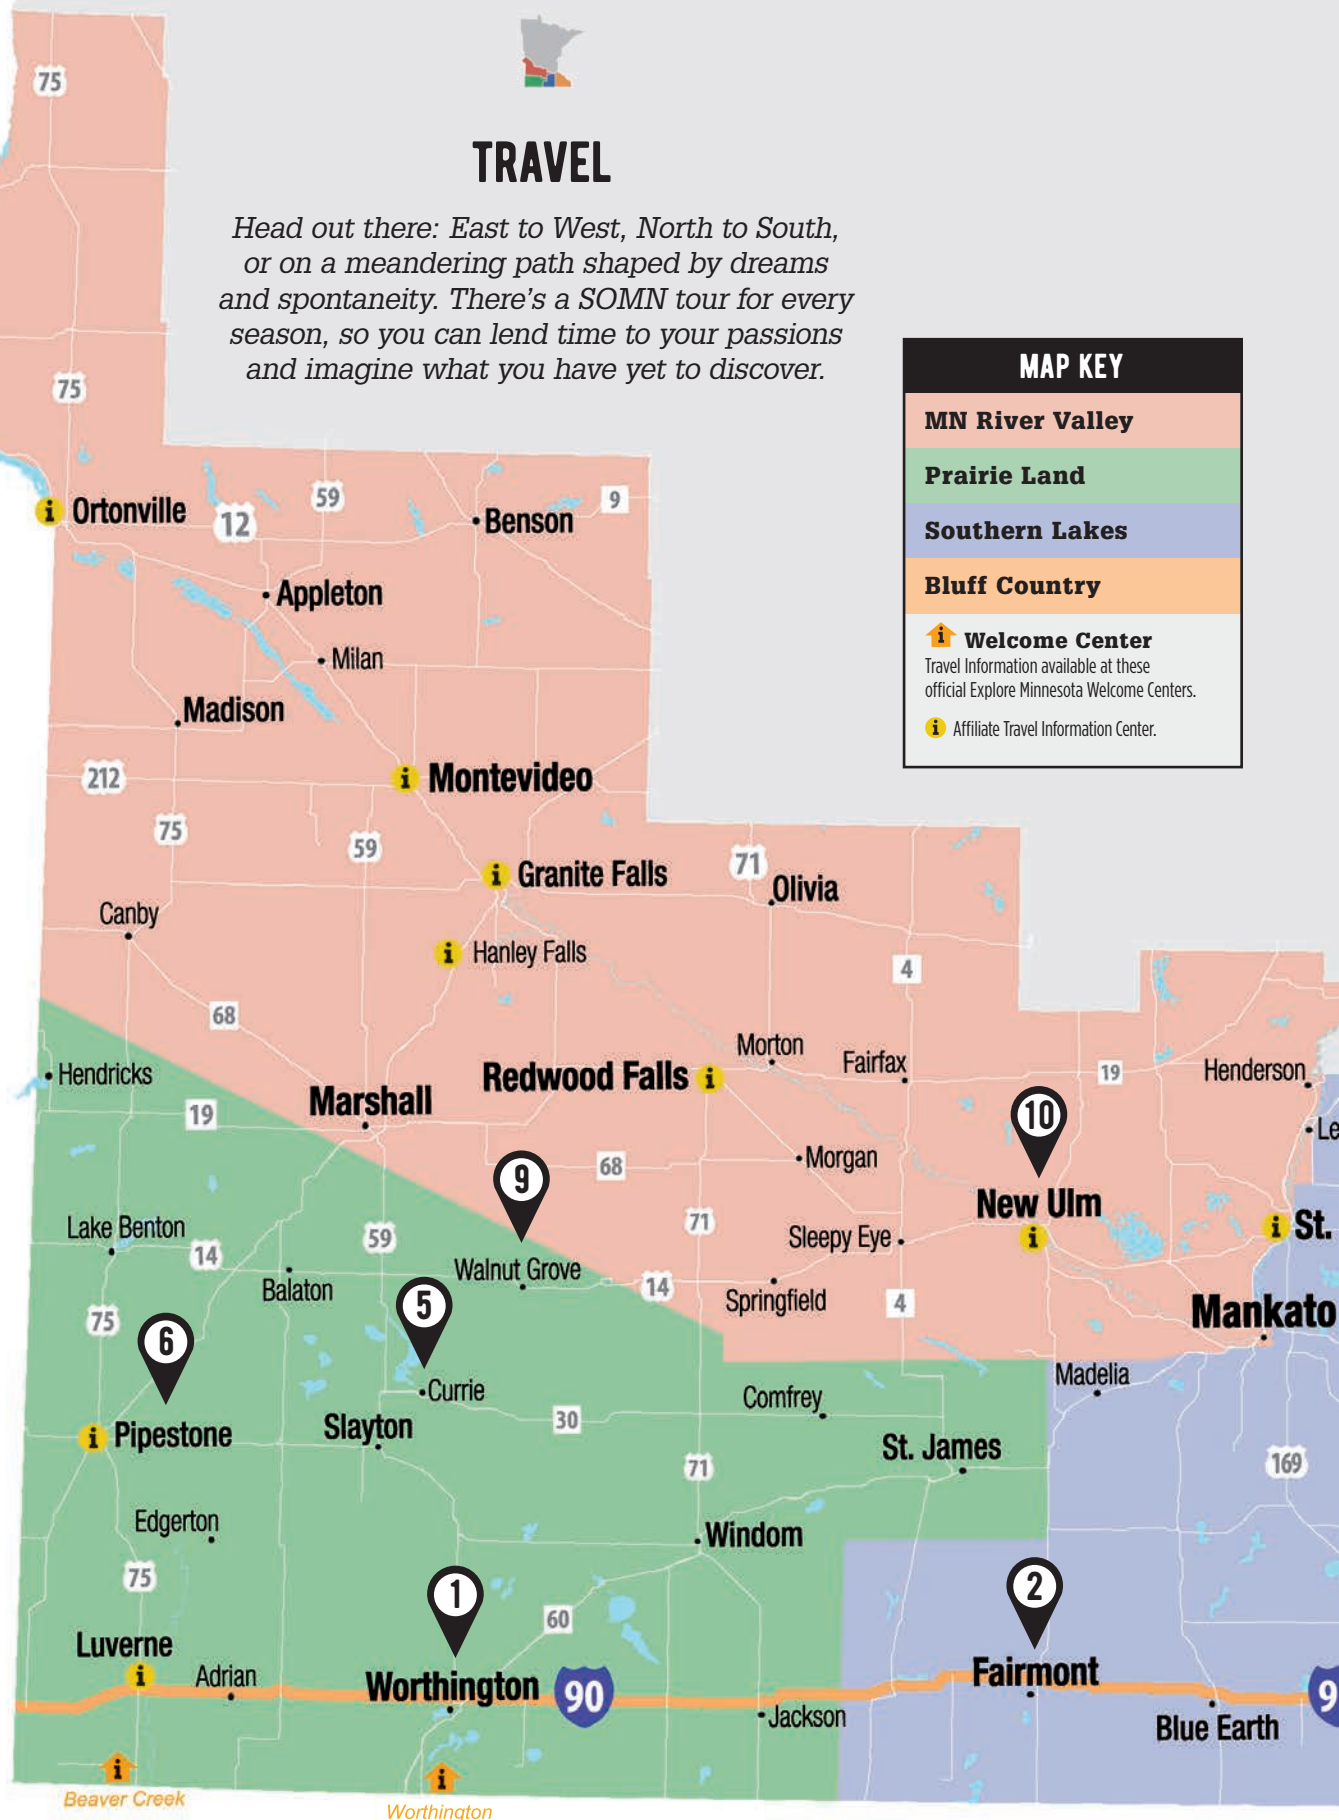 75
TRAVEL
Head out there: East to West, North to South,
or on a meandering path shaped by dreams
and spontaneity. There's a SOMN tour for every
season, so you can lend time to your passions
and imagine what you have yet to discover.
MAP KEY
MN River Valley
Prairie Land
Southern Lakes
Bluff Country
i Welcome Center
Travel Information available at these
official Explore Minnesota Welcome Centers.
i Affiliate Travel Information Center.
75
i Ortonville
12
59
9
Benson
Appleton
Milan
Madison
212
i Montevideo
75
59
i Granite Falls
71
Olivia
Canby
i Hanley Falls
4
68
Hendricks
Redwood Falls i
Morton
Fairfax
19
Henderson
19
Marshall
10
Le
9
68
Morgan
New Ulm
i
71
Sleepy Eye
i St.
Lake Benton
14
59
Walnut Grove
14
Balaton
5
Springfield
4
Mankato
75
6
Currie
Madelia
Comfrey
i Pipestone
Slayton
30
St. James
71
169
Edgerton
Windom
75
1
60
2
Luverne
i
Adrian
Worthington
90
Fairmont
9
Jackson
Blue Earth
i
Beaver Creek
i
Worthington